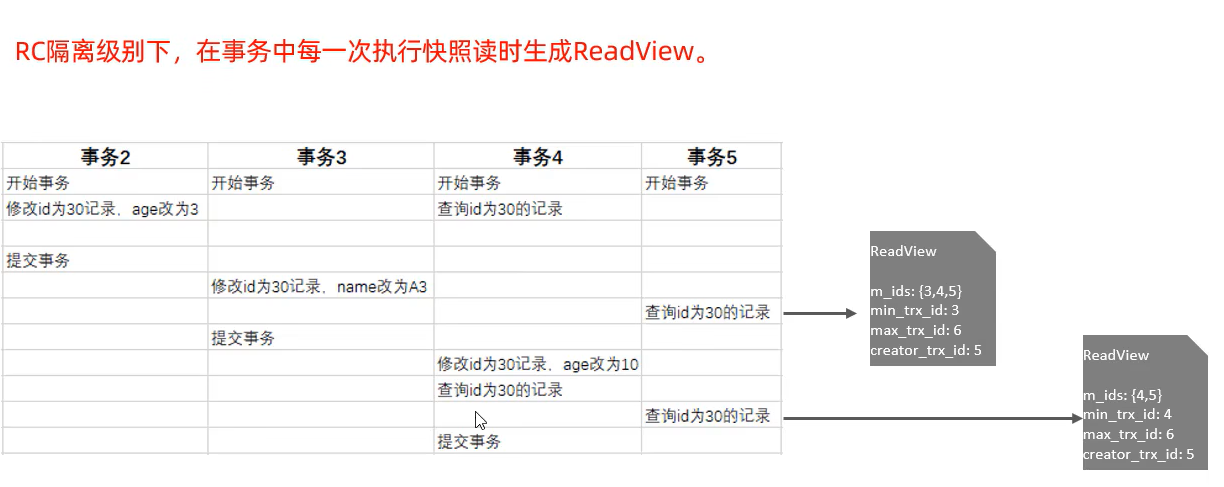 RC隔离级别下，在事务中每一次执行快照读时生成ReadView。
事务2 事务3 事务4 事务5
开始事务 开始事务 开始事务 开始事务
修改id为30记录，age改为3 查询id为30的记录
提交事务
修改id为30记录，name改为A3
查询id为30的记录
提交事务
修改id为30记录，age改为10
查询id为30的记录
查询id为30的记录
提交事务
ReadView
m_ids: {3,4,5}
min_trx_id: 3
max_trx_id: 6
creator_trx_id: 5
ReadView
m_ids: {4,5}
min_trx_id: 4
max_trx_id: 6
creator_trx_id: 5